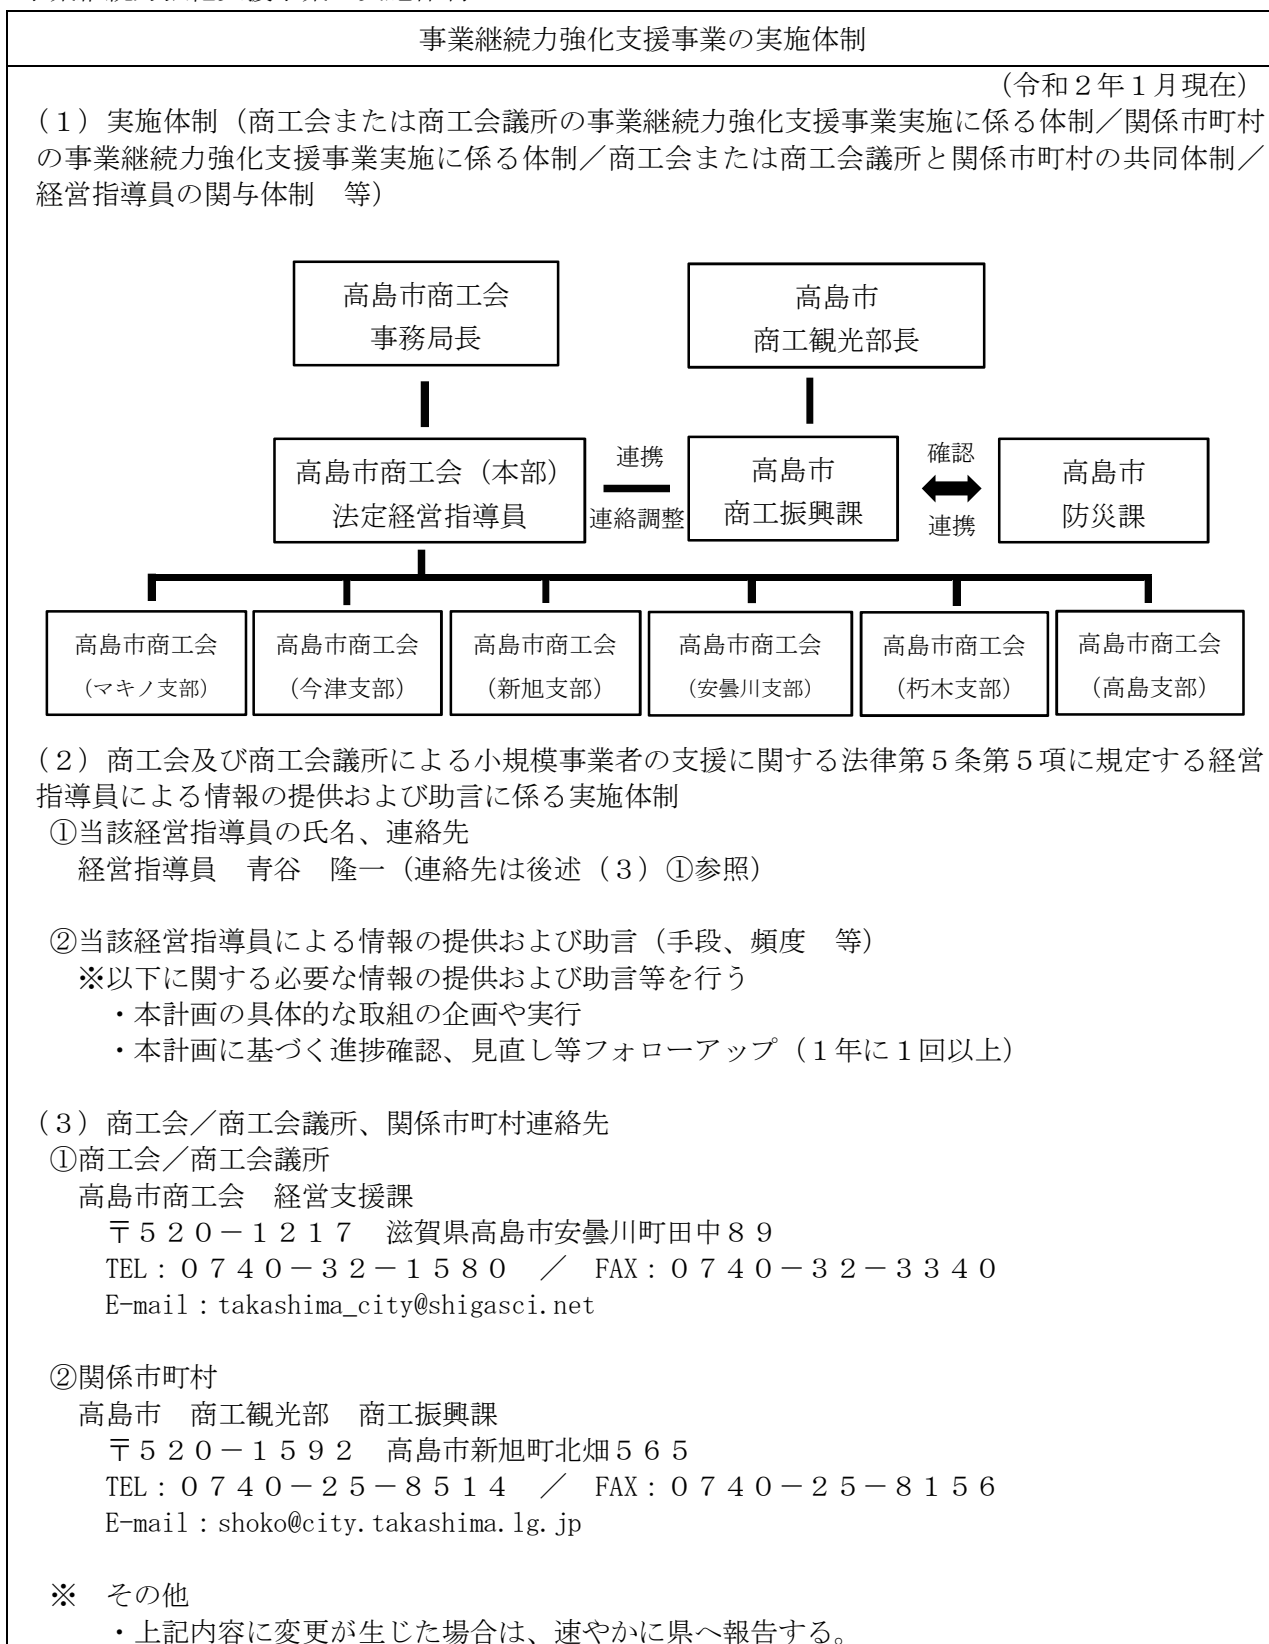 事業継続力強化支援事業の実施体制
（令和２年１月現在）
（１）実施体制（商工会または商工会議所の事業継続力強化支援事業実施に係る体制／関係市町村
の事業継続力強化支援事業実施に係る体制／商工会または商工会議所と関係市町村の共同体制／
経営指導員の関与体制　等）
高島市商工会
事務局長
高島市
商工観光部長
高島市商工会（本部）
法定経営指導員
連携
連絡調整
高島市
商工振興課
確認
連携
高島市
防災課
高島市商工会
（マキノ支部）
高島市商工会
（今津支部）
高島市商工会
（新旭支部）
高島市商工会
（安曇川支部）
高島市商工会
（朽木支部）
高島市商工会
（高島支部）
（２）商工会及び商工会議所による小規模事業者の支援に関する法律第５条第５項に規定する経営
指導員による情報の提供および助言に係る実施体制
①当該経営指導員の氏名、連絡先
経営指導員　青谷　隆一（連絡先は後述（３）①参照）
②当該経営指導員による情報の提供および助言（手段、頻度　等）
※以下に関する必要な情報の提供および助言等を行う
・本計画の具体的な取組の企画や実行
・本計画に基づく進捗確認、見直し等フォローアップ（１年に１回以上）
（３）商工会／商工会議所、関係市町村連絡先
①商工会／商工会議所
高島市商工会　経営支援課
〒５２０－１２１７　滋賀県高島市安曇川町田中８９
TEL：０７４０－３２－１５８０　／　FAX：０７４０－３２－３３４０
E-mail：takashima_city@shigasci.net
②関係市町村
高島市　商工観光部　商工振興課
〒５２０－１５９２　高島市新旭町北畑５６５
TEL：０７４０－２５－８５１４　／　FAX：０７４０－２５－８１５６
E-mail：shoko@city.takashima.lg.jp
※　その他
・上記内容に変更が生じた場合は、速やかに県へ報告する。